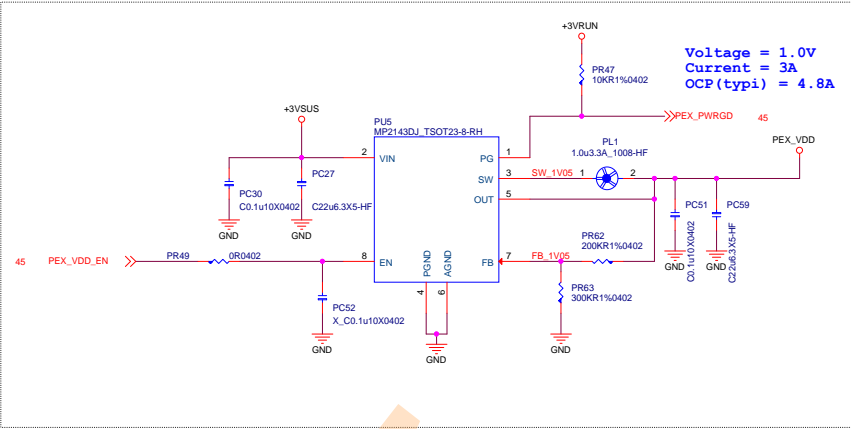 +3VRUN
Voltage = 1.0V
Current = 3A
OCP(typi) = 4.8A
PR47
10KR1%0402
+3VSUS
PEX_PWRGD 45
PU5
MP2143DJ_TSOT23-8-RH
PL1
1.0u3.3A_1008-HF
PEX_VDD
2 VIN
PG 1
SW 3 SW_1V05 1 2
OUT 5
PC27
PC30
C0.1u10X0402
C22u6.3X5-HF
GND
GND
PC51
C0.1u10X0402
PC59
C22u6.3X5-HF
GND
GND
PR62
200KR1%0402
45 PEX_VDD_EN
PR49 0R0402
8 EN
FB 7 FB_1V05
PGND
AGND
4
6
PC52
X_C0.1u10X0402
PR63
300KR1%0402
GND
GND
GND